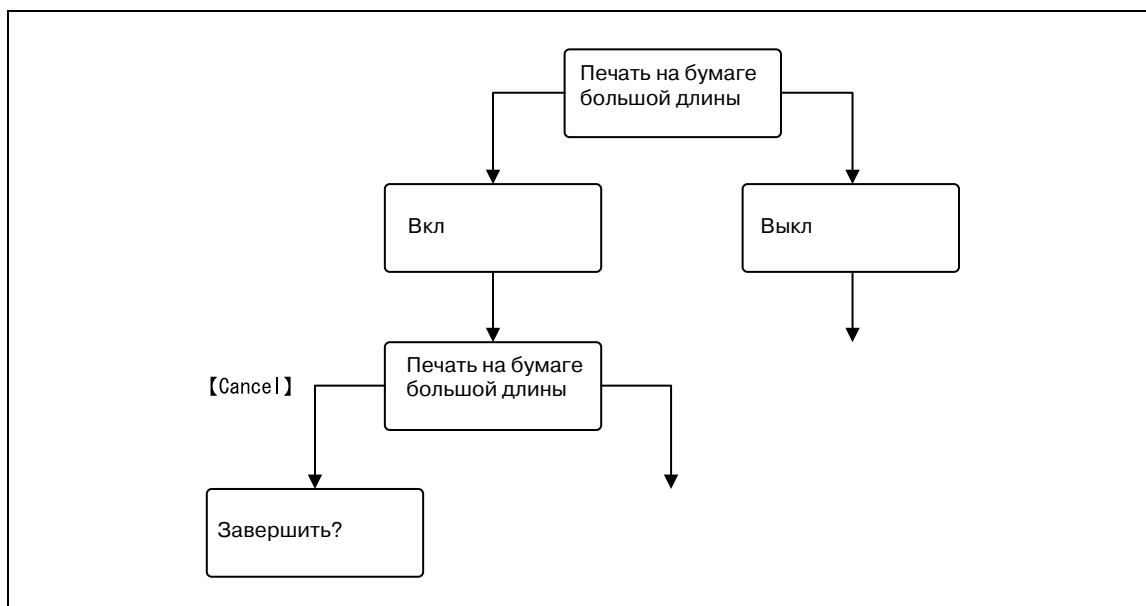 Печать на бумаге
большой длины
Вкл
Выкл
【Cancel】
Печать на бумаге
большой длины
Завершить?